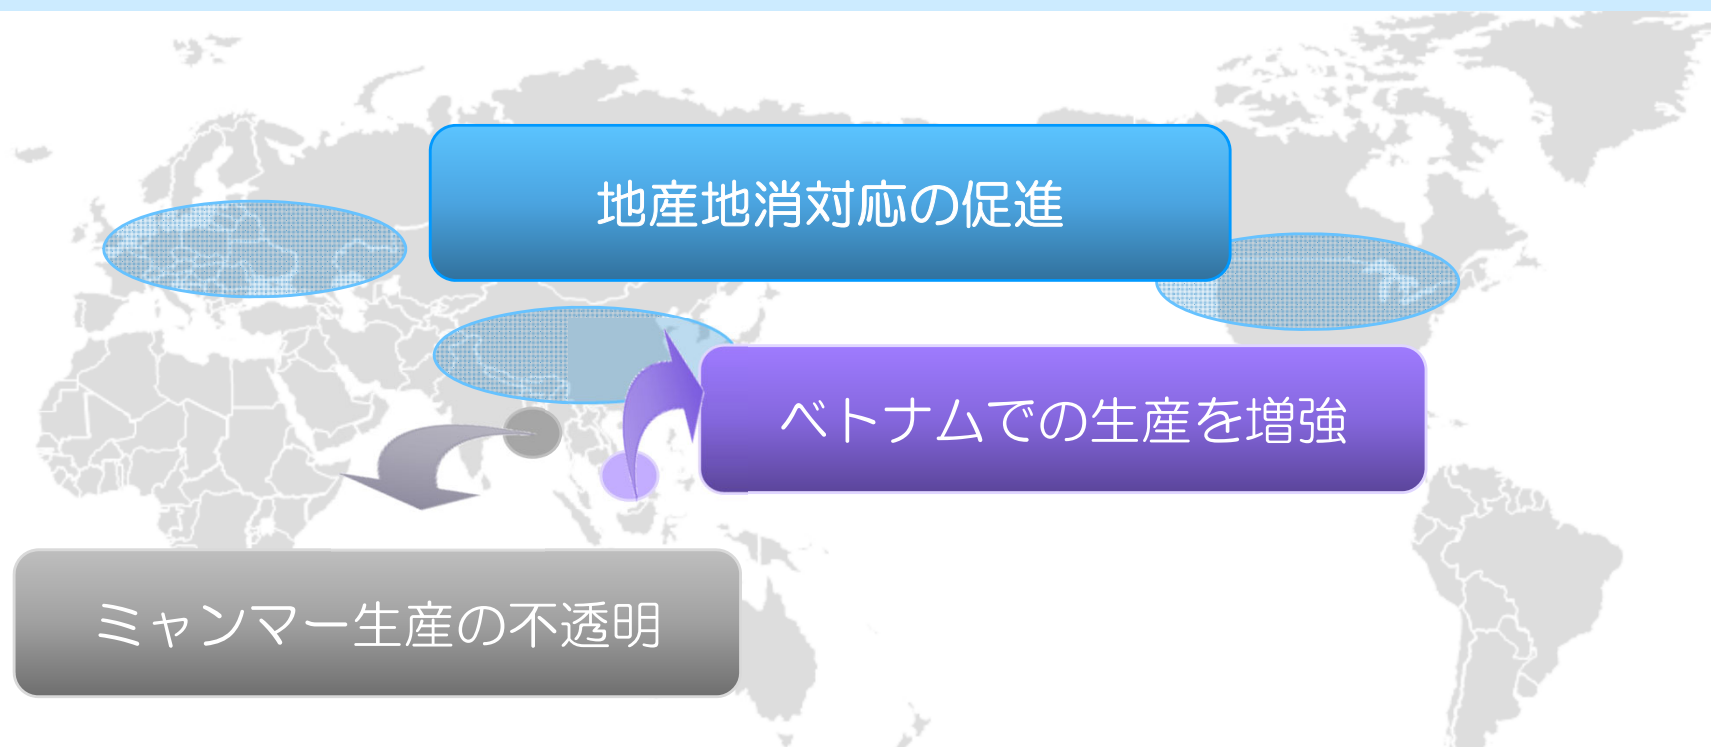 地産地消対応の促進
ベトナムでの生産を増強
ミャンマー生産の不透明